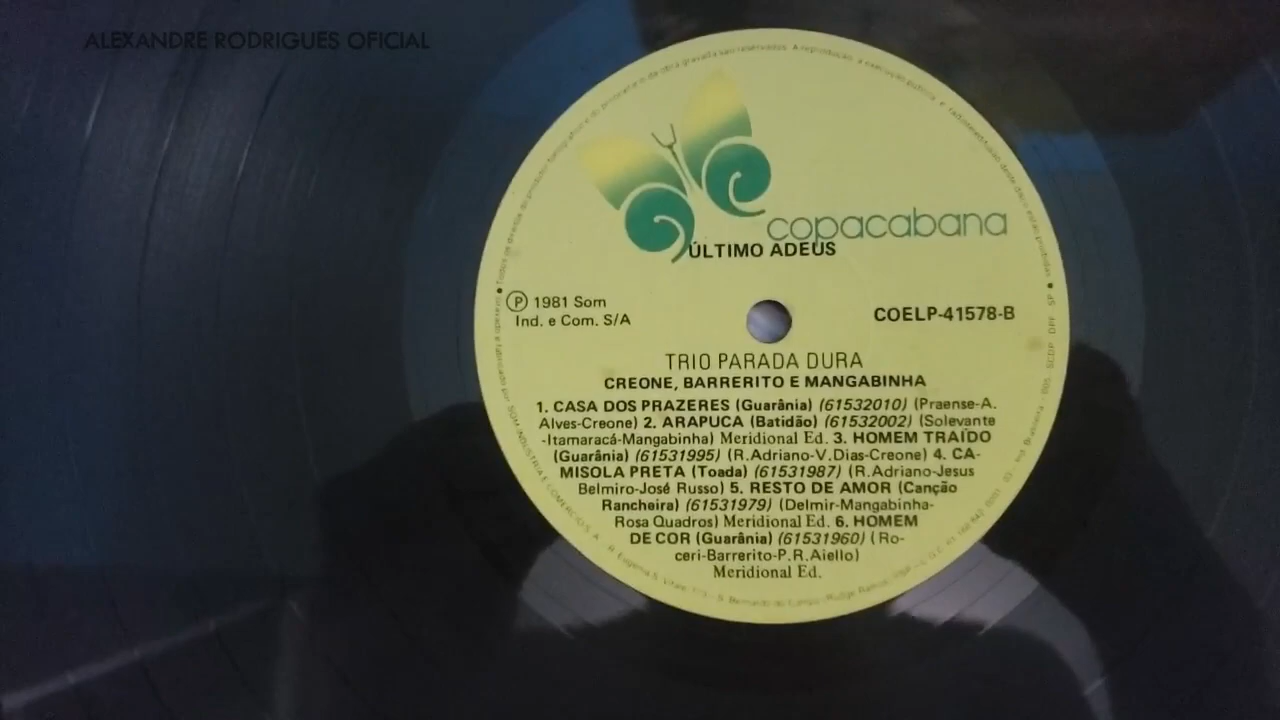 ALEXANDRE RODRIGUES OFICIAL
copacabana
ÚLTIMO ADEUS
Ⓟ 1981 Som
Ind. e Com. S/A
COELP-41578-B
TRIO PARADA DURA
CREONE, BARRERITO E MANGABINHA
1. CASA DOS PRAZERES (Guarânia) (61532010) (Praense-A.
Alves-Creone) 2. ARAPUCA (Batidão) (61532002) (Solevante
-Itamaracá-Mangabinha) Meridional Ed. 3. HOMEM TRAÍDO
(Guarânia) (61531995) (R.Adriano-V.Dias-Creone) 4. CA-
MISOLA PRETA (Toada) (61531987) (R.Adriano-Jesus
Belmiro-José Russo) 5. RESTO DE AMOR (Canção
Rancheira) (61531979) (Delmir-Mangabinha-
Rosa Quadros) Meridional Ed. 6. HOMEM
DE COR (Guarânia) (61531960) (Ro-
ceri-Barrerito-P.R.Aiello)
Meridional Ed.